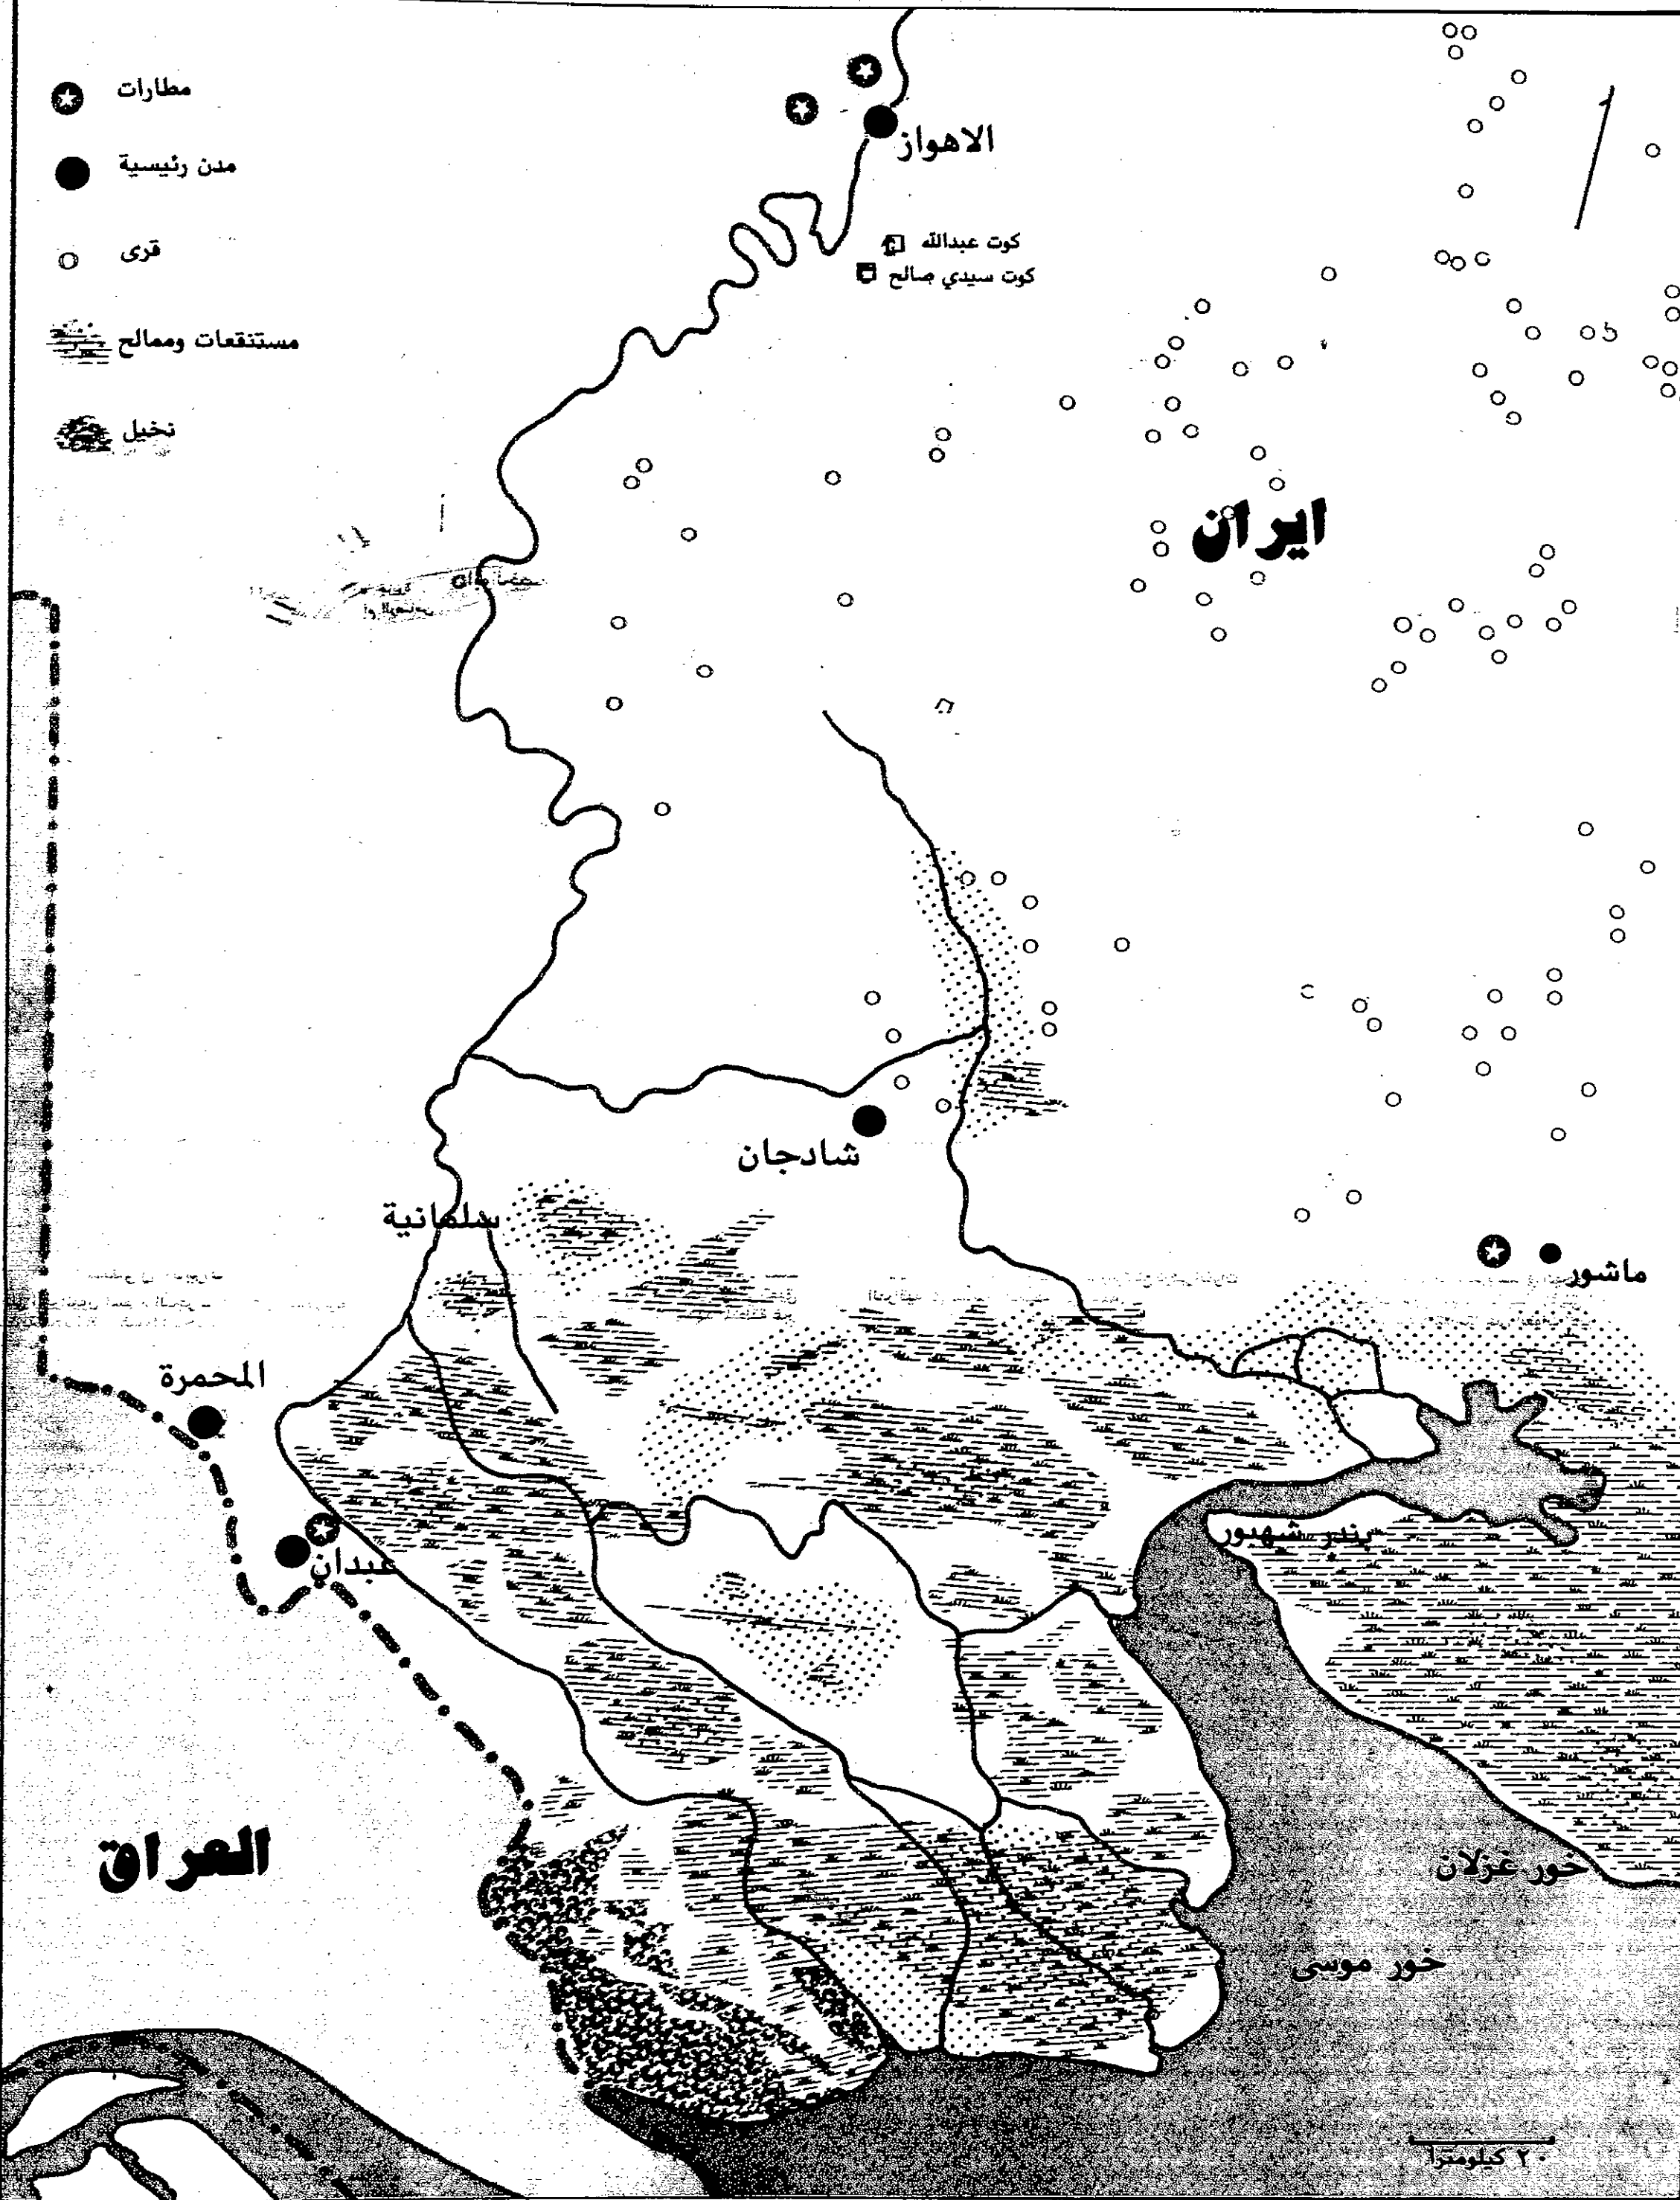 مطارات
مدن رئيسية
قرى
مستنقعات وممالح
نخيل
الاهواز
كوت عبدالله
كوت سيدي صالح
ايران
شادجان
سلمانية
ماشور
المحمرة
عبدان
بندر شهبور
العراق
خور غزلان
خور موسى
٢٠ كيلومترا